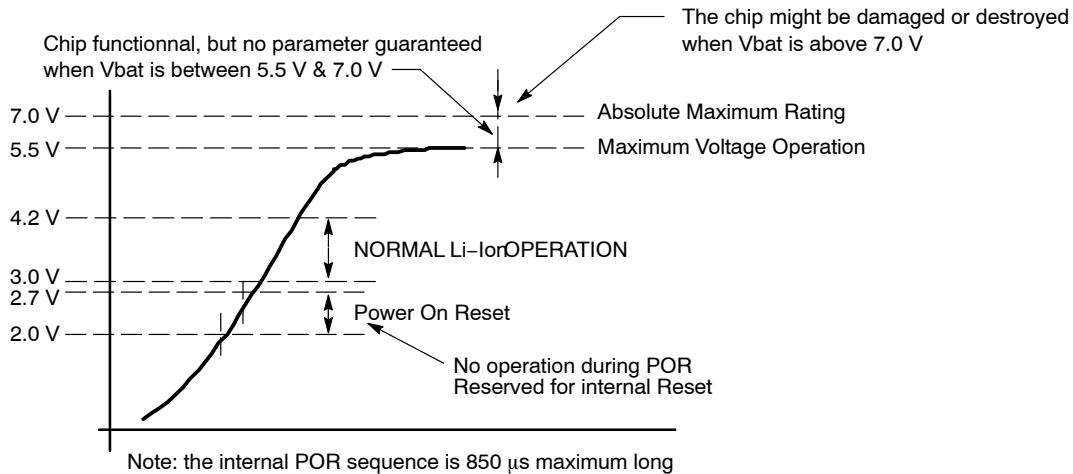 The chip might be damaged or destroyed
when Vbat is above 7.0 V
Chip functionnal, but no parameter guaranteed
when Vbat is between 5.5 V & 7.0 V
7.0 V
Absolute Maximum Rating
5.5 V
Maximum Voltage Operation
4.2 V
NORMAL Li–IonOPERATION
3.0 V
2.7 V
Power On Reset
2.0 V
No operation during POR
Reserved for internal Reset
Note: the internal POR sequence is 850 μs maximum long